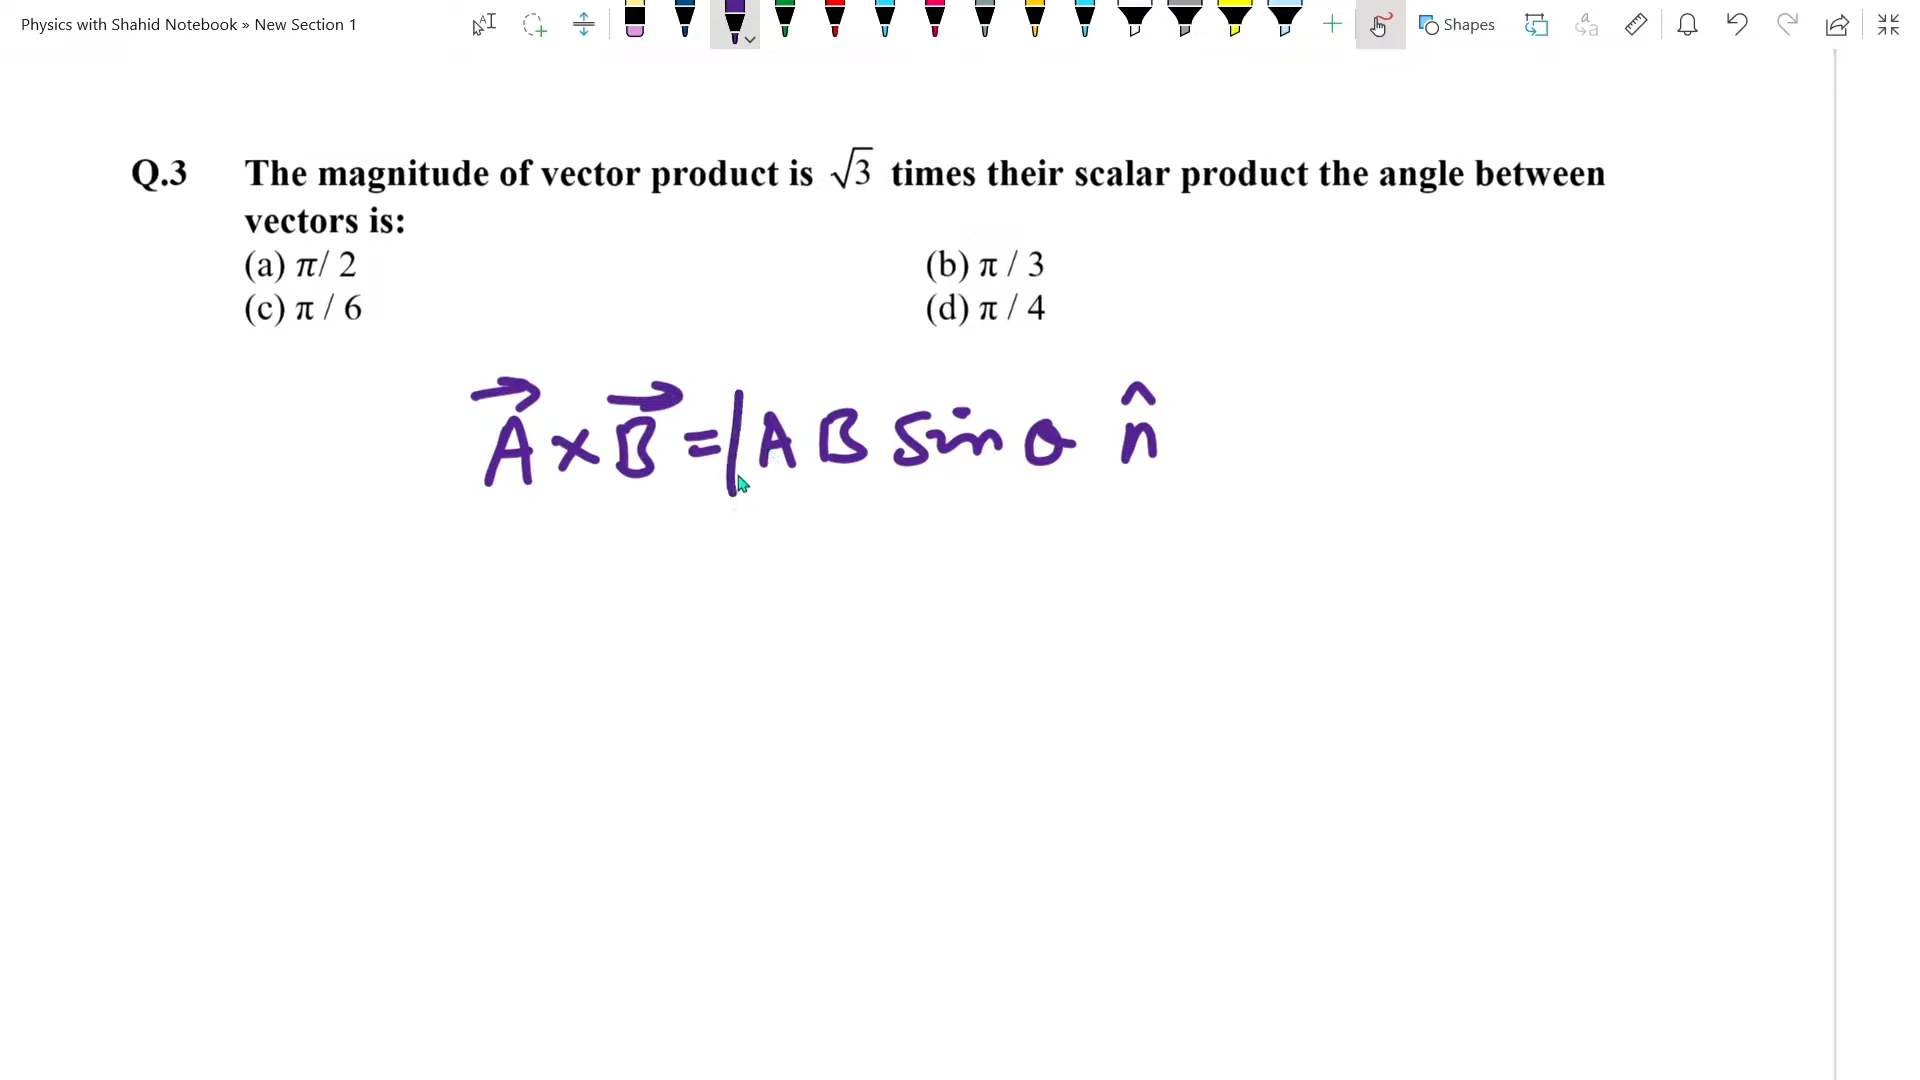 Physics with Shahid Notebook » New Section 1
Shapes
Q.3 The magnitude of vector product is √3 times their scalar product the angle between
vectors is:
(a) π/ 2 (b) π / 3
(c) π / 6 (d) π / 4
A⃗ × B⃗ = |A B Sin θ n̂